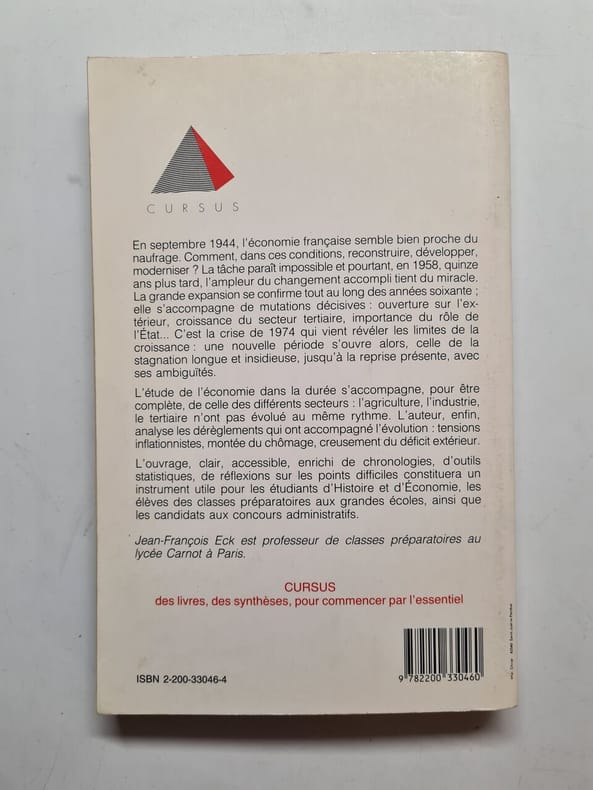 CURSUS
En septembre 1944, l'économie française semble bien proche du
naufrage. Comment, dans ces conditions, reconstruire, développer,
moderniser ? La tâche paraît impossible et pourtant, en 1958, quinze
ans plus tard, l'ampleur du changement accompli tient du miracle.
La grande expansion se confirme tout au long des années soixante ;
elle s'accompagne de mutations décisives : ouverture sur l'ex-
térieur, croissance du secteur tertiaire, importance du rôle de
l'État... C'est la crise de 1974 qui vient révéler les limites de la
croissance : une nouvelle période s'ouvre alors, celle de la
stagnation longue et insidieuse, jusqu'à la reprise présente, avec
ses ambiguïtés.
L'étude de l'économie dans la durée s'accompagne, pour être
complète, de celle des différents secteurs : l'agriculture, l'industrie,
le tertiaire n'ont pas évolué au même rythme. L'auteur, enfin,
analyse les dérèglements qui ont accompagné l'évolution : tensions
inflationnistes, montée du chômage, creusement du déficit extérieur.
L'ouvrage, clair, accessible, enrichi de chronologies, d'outils
statistiques, de réflexions sur les points difficiles constituera un
instrument utile pour les étudiants d'Histoire et d'Économie, les
élèves des classes préparatoires aux grandes écoles, ainsi que
les candidats aux concours administratifs.
Jean-François Eck est professeur de classes préparatoires au
lycée Carnot à Paris.
CURSUS
des livres, des synthèses, pour commencer par l'essentiel
ISBN 2-200-33046-4
9 782200 330460